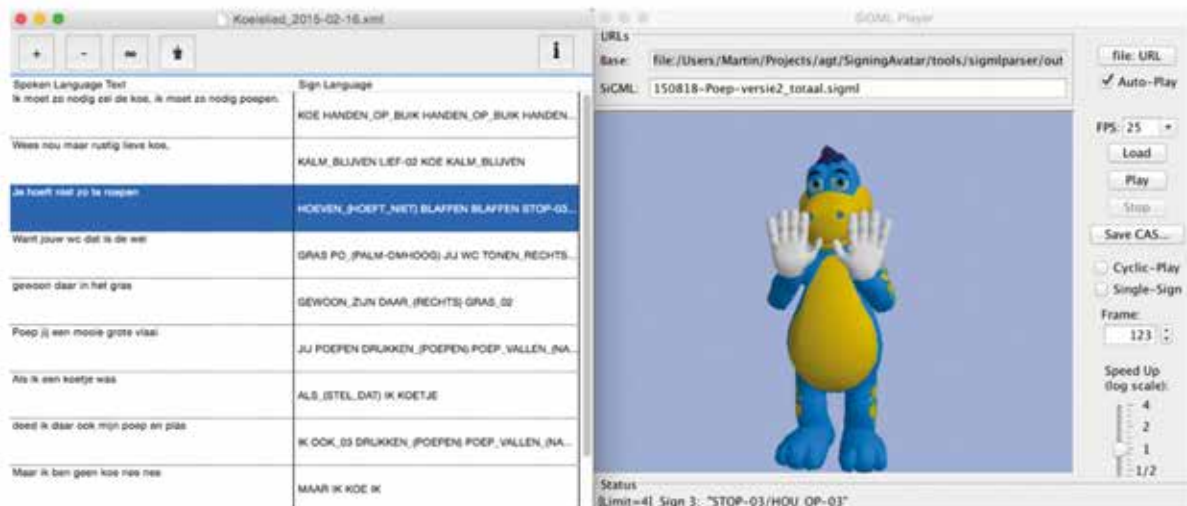 Koeislied_2015-02-16.xml
+ - ∞ i
Spoken Language Text
Sign Language
Ik moet zo nodig zei de koe, ik moet zo nodig poepen.
KOE HANDEN_OP_BUIK HANDEN_OP_BUIK HANDEN...
Wees nou maar rustig lieve koe,
KALM_BLIJVEN LIEF-02 KOE KALM_BLIJVEN
Je hoeft niet zo te roepen
HOEVEN_(HOEFT_NIET) BLAFFEN BLAFFEN STOP-03...
Want jouw wc dat is de wei
GRAS PO_(PALM-OMHOOG) JIJ WC TONEN_RECHTS...
gewoon daar in het gras
GEWOON_ZIJN DAAR_(RECHTS) GRAS_02
Poep jij een mooie grote vlaai
JIJ POEPEN DRUKKEN_(POEPEN) POEP_VALLEN_(NA...
Als ik een koetje was
ALS_(STEL_DAT) IK KOETJE
deed ik daar ook mijn poep en plas
IK OOK_03 DRUKKEN_(POEPEN) POEP_VALLEN_(NA...
Maar ik ben geen koe nee nee
MAAR IK KOE IK
SiGML Player
URLs
Base: file:/Users/Martin/Projects/agt/SigningAvatar/tools/sigmlparser/out
SiGML: 150818-Poep-versie2_totaal.sigml
file: URL
Auto-Play
FPS: 25
Load
Play
Stop
Save CAS...
Cyclic-Play
Single-Sign
Frame:
123
Speed Up
(log scale):
4
2
1
1/2
Status
[Limit=4] Sign 3: "STOP-03/HOU_OP-03"